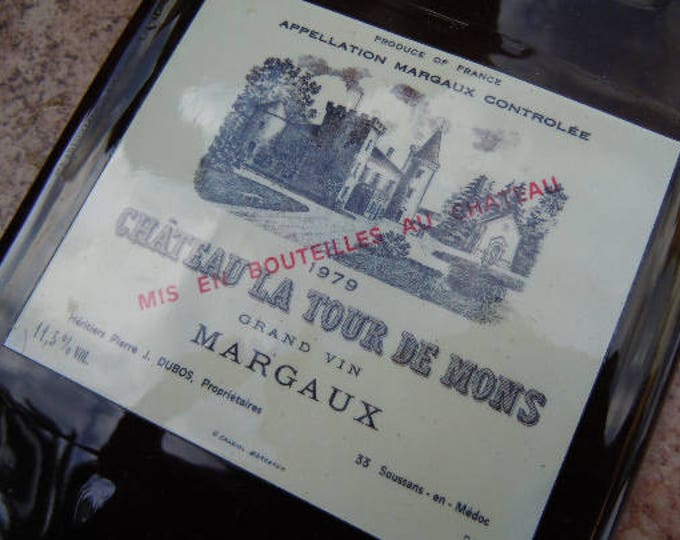 PRODUCE OF FRANCE
APPELLATION MARGAUX CONTROLÉE
MIS EN BOUTEILLES AU CHATEAU
1979
CHÂTEAU LA TOUR DE MONS
GRAND VIN
MARGAUX
11,5% VOL.
Héritiers Pierre J. DUBOS, Propriétaires
33 Soussans-en-Médoc